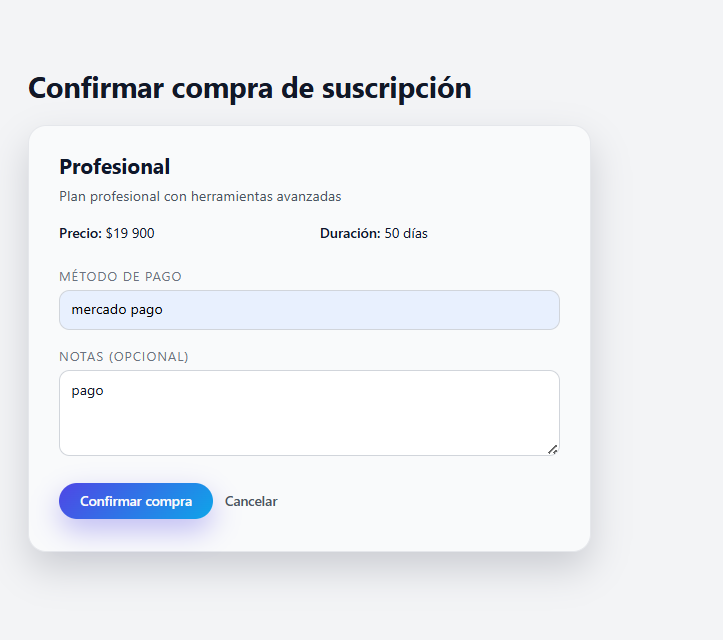 Confirmar compra de suscripción
Profesional
Plan profesional con herramientas avanzadas
Precio: $19 900
Duración: 50 días
MÉTODO DE PAGO
mercado pago
NOTAS (OPCIONAL)
pago
Confirmar compra
Cancelar